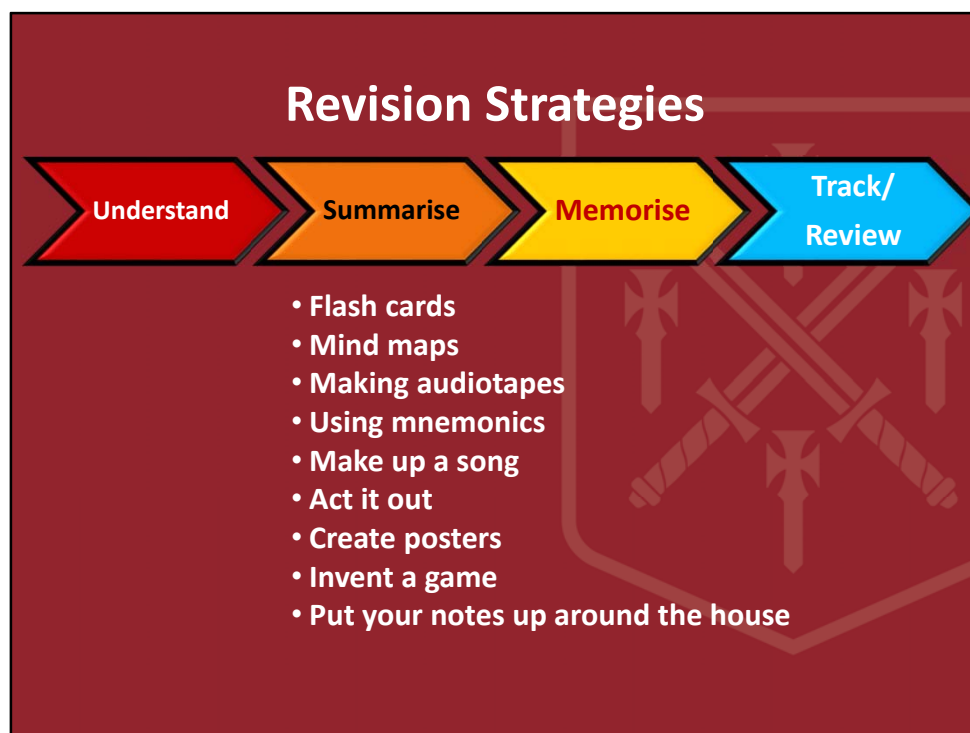 Revision Strategies
Understand
Summarise
Memorise
Track/
Review
• Flash cards
• Mind maps
• Making audiotapes
• Using mnemonics
• Make up a song
• Act it out
• Create posters
• Invent a game
• Put your notes up around the house